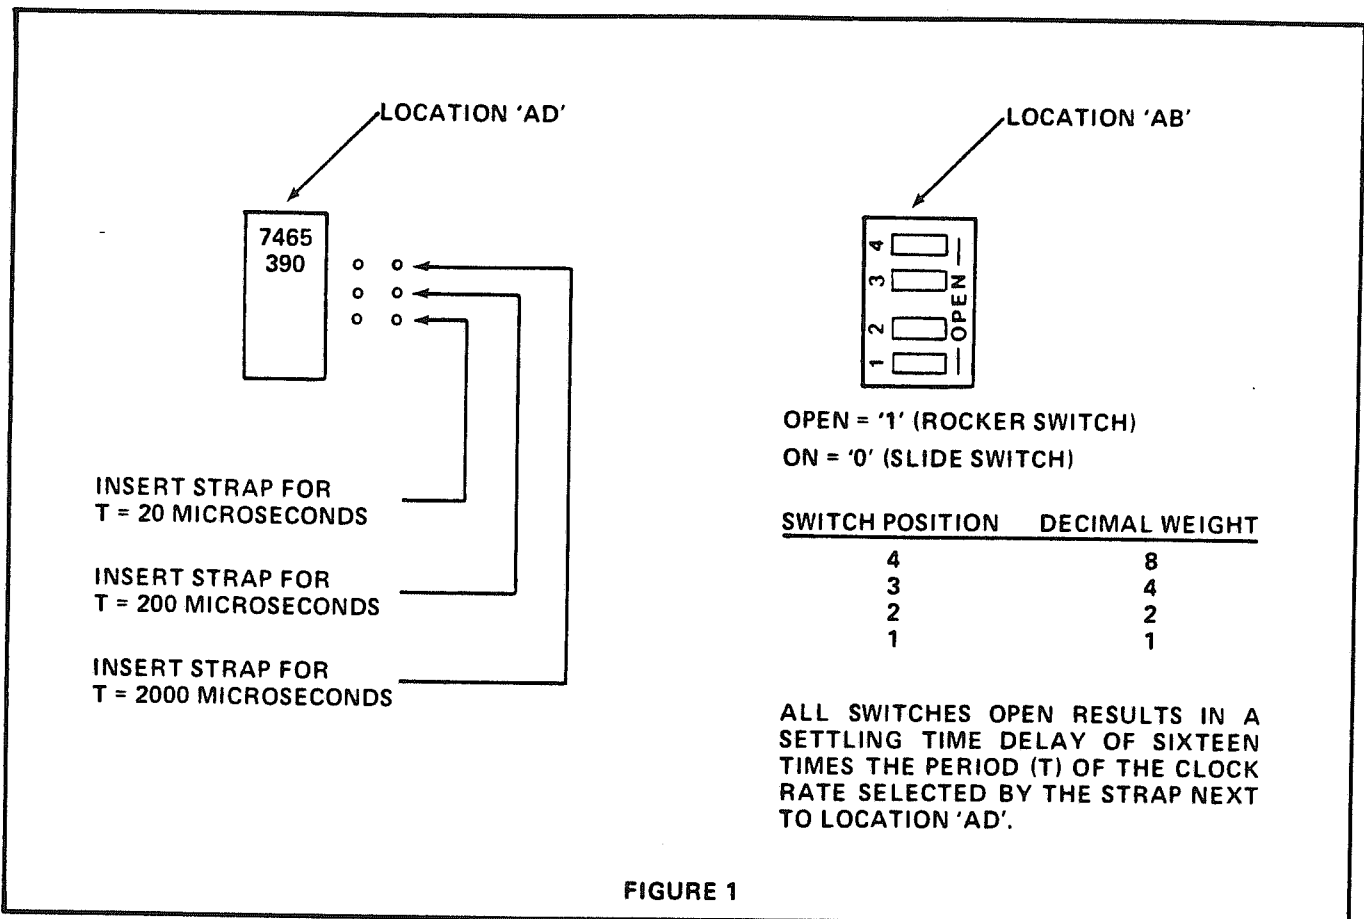 LOCATION 'AD'
7465
390
INSERT STRAP FOR
T = 20 MICROSECONDS
INSERT STRAP FOR
T = 200 MICROSECONDS
INSERT STRAP FOR
T = 2000 MICROSECONDS
LOCATION 'AB'
4
3
2
1
OPEN
OPEN = '1' (ROCKER SWITCH)
ON = '0' (SLIDE SWITCH)
SWITCH POSITION DECIMAL WEIGHT
4 8
3 4
2 2
1 1
ALL SWITCHES OPEN RESULTS IN A
SETTLING TIME DELAY OF SIXTEEN
TIMES THE PERIOD (T) OF THE CLOCK
RATE SELECTED BY THE STRAP NEXT
TO LOCATION 'AD'.
FIGURE 1